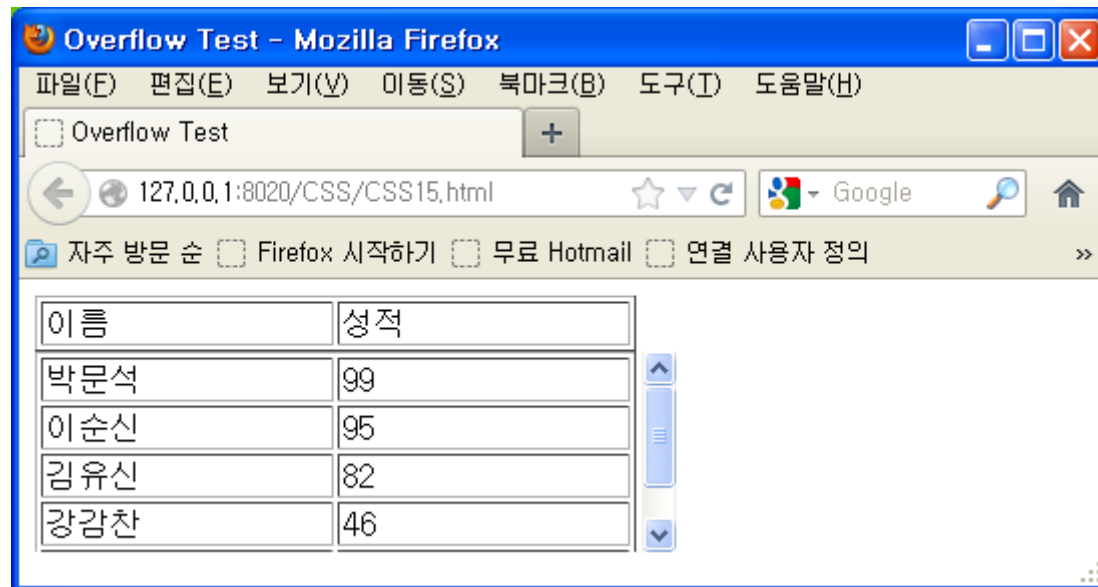 Overflow Test - Mozilla Firefox
파일(F) 편집(E) 보기(V) 이동(S) 북마크(B) 도구(T) 도움말(H)
Overflow Test +
127.0.0.1:8020/CSS/CSS15.html Google
자주 방문 순 Firefox 시작하기 무료 Hotmail 연결 사용자 정의 »
이름 성적
박문석 99
이순신 95
김유신 82
강감찬 46